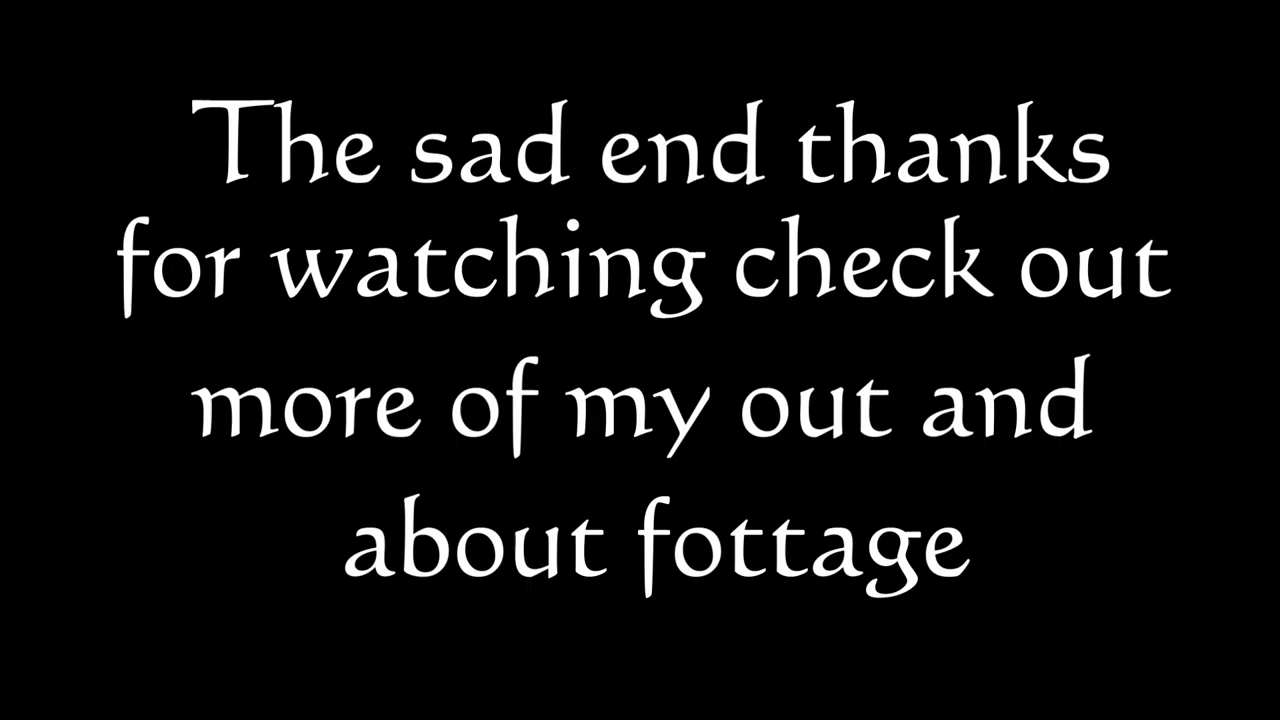 The sad end thanks
for watching check out
more of my out and
about fottage